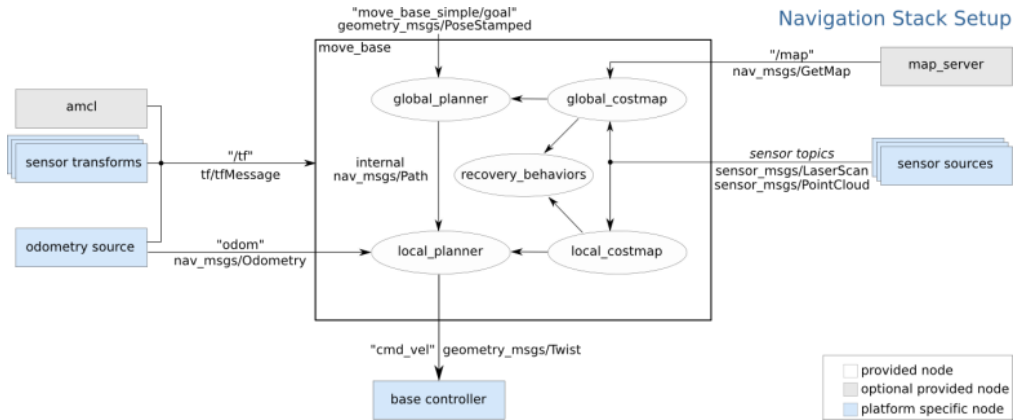 Navigation Stack Setup
"move_base_simple/goal"
geometry_msgs/PoseStamped
move_base
"/map"
nav_msgs/GetMap
map_server
amcl
global_planner
global_costmap
sensor transforms
"/tf"
tf/tfMessage
internal
nav_msgs/Path
recovery_behaviors
sensor topics
sensor_msgs/LaserScan
sensor_msgs/PointCloud
sensor sources
odometry source
"odom"
nav_msgs/Odometry
local_planner
local_costmap
"cmd_vel" geometry_msgs/Twist
base controller
provided node
optional provided node
platform specific node